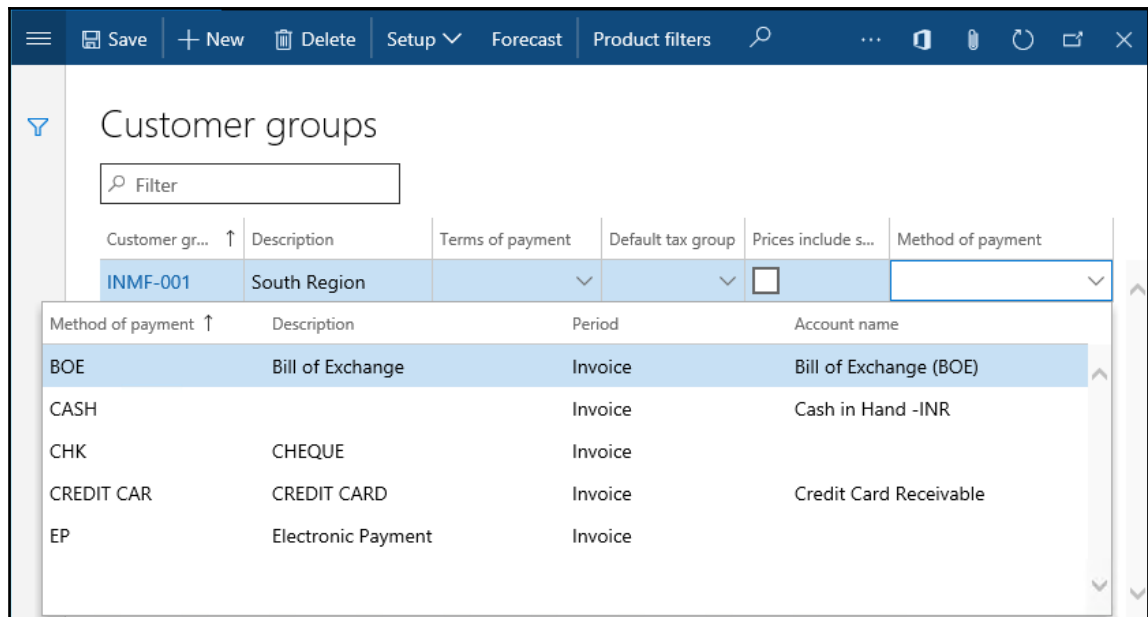 Save New Delete Setup Forecast Product filters ...
Customer groups
Filter
Customer gr... ↑ Description Terms of payment Default tax group Prices include s... Method of payment
INMF-001 South Region
Method of payment ↑ Description Period Account name
BOE Bill of Exchange Invoice Bill of Exchange (BOE)
CASH Invoice Cash in Hand -INR
CHK CHEQUE Invoice
CREDIT CAR CREDIT CARD Invoice Credit Card Receivable
EP Electronic Payment Invoice